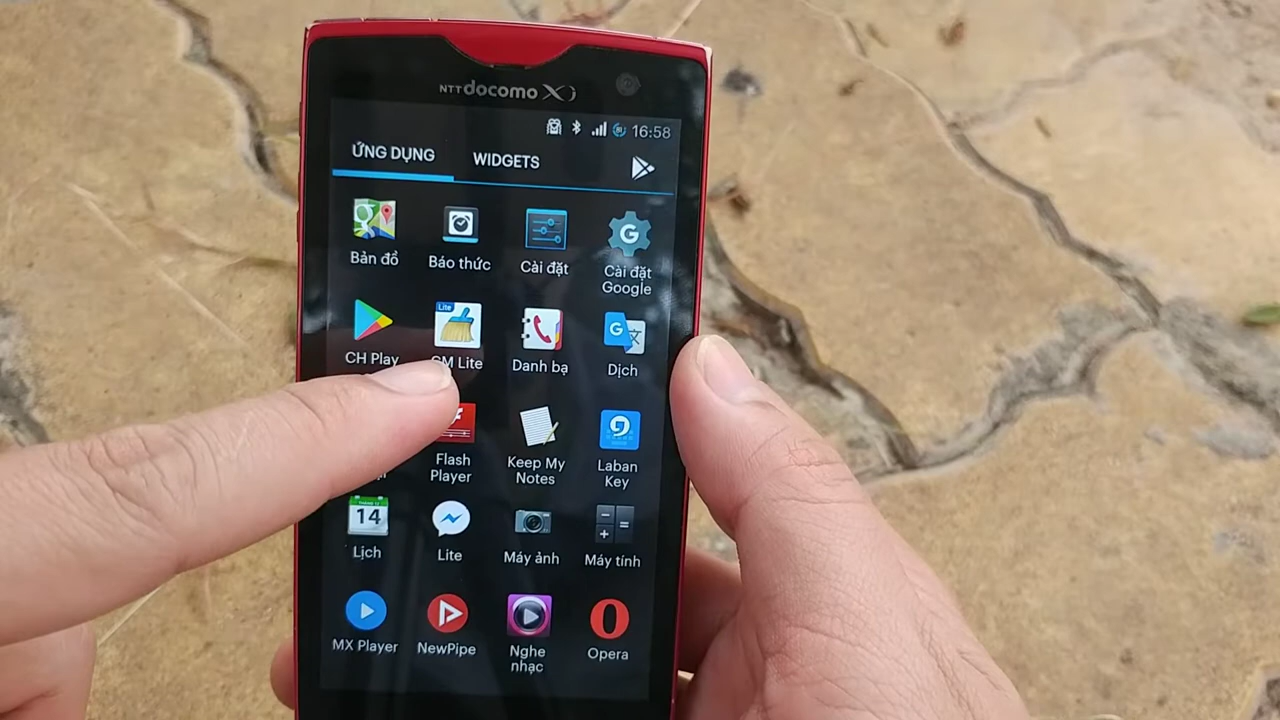 NTT docomo Xi
16:58
ỨNG DỤNG WIDGETS
Bản đồ Báo thức Cài đặt Cài đặt
Google
Lite
CH Play CM Lite Danh bạ Dịch
Flash
Player Keep My
Notes Laban
Key
14
Lịch Lite Máy ảnh Máy tính
MX Player NewPipe Nghe
nhạc Opera